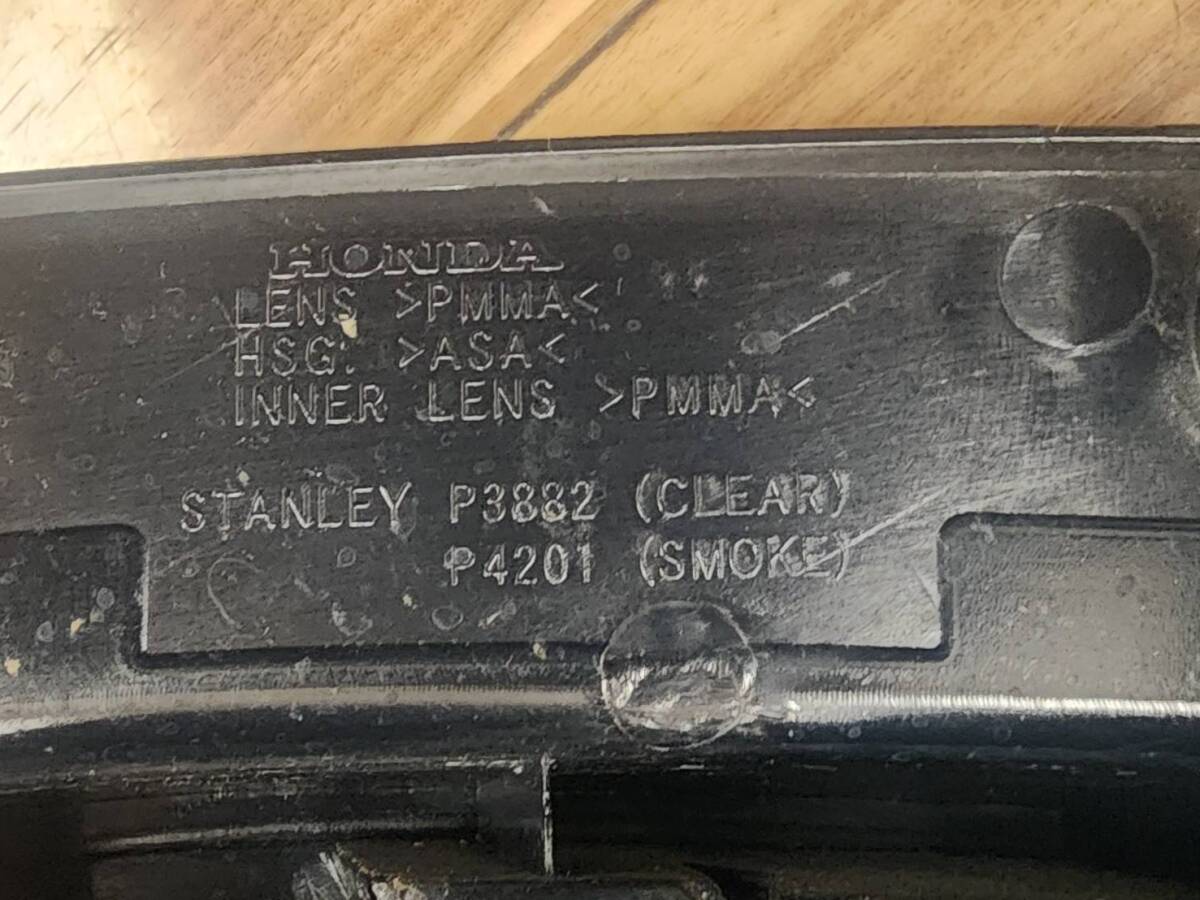 HONDA
LENS >PMMA<
HSG. >ASA<
INNER LENS >PMMA<
STANLEY P3882 (CLEAR)
P4201 (SMOKE)